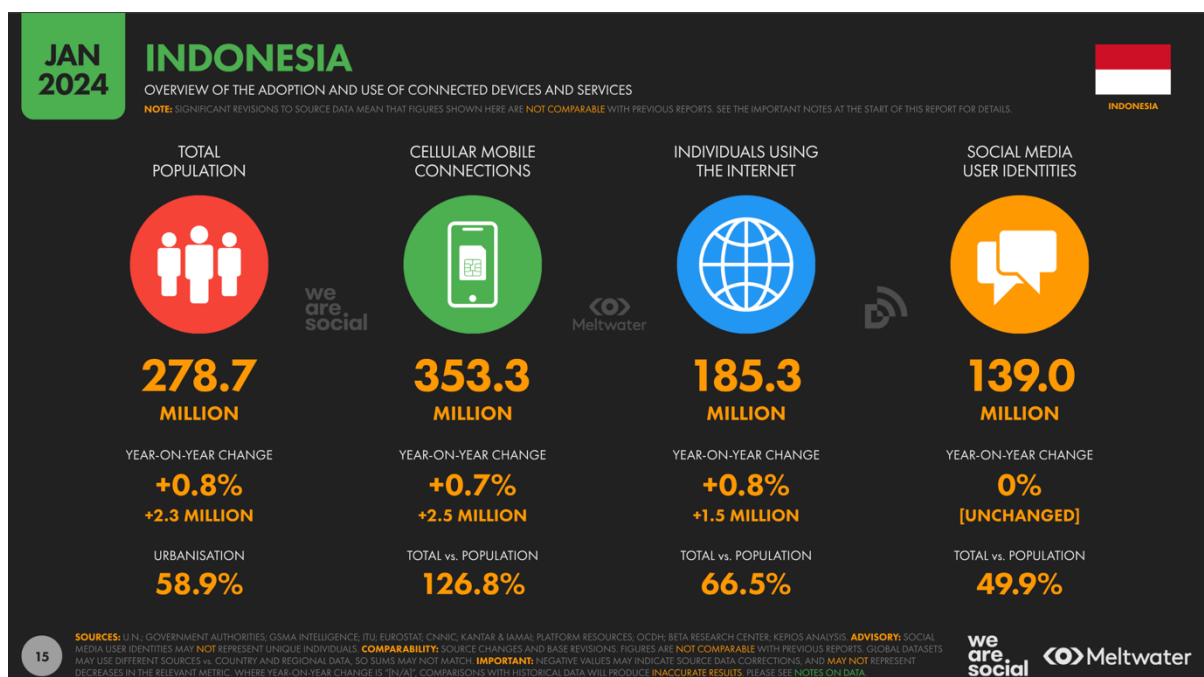 JAN
2024
INDONESIA
OVERVIEW OF THE ADOPTION AND USE OF CONNECTED DEVICES AND SERVICES
NOTE: SIGNIFICANT REVISIONS TO SOURCE DATA MEAN THAT FIGURES SHOWN HERE ARE NOT COMPARABLE WITH PREVIOUS REPORTS. SEE THE IMPORTANT NOTES AT THE START OF THIS REPORT FOR DETAILS.
INDONESIA
TOTAL
POPULATION
278.7
MILLION
YEAR-ON-YEAR CHANGE
+0.8%
+2.3 MILLION
URBANISATION
58.9%
CELLULAR MOBILE
CONNECTIONS
353.3
MILLION
YEAR-ON-YEAR CHANGE
+0.7%
+2.5 MILLION
TOTAL vs. POPULATION
126.8%
INDIVIDUALS USING
THE INTERNET
185.3
MILLION
YEAR-ON-YEAR CHANGE
+0.8%
+1.5 MILLION
TOTAL vs. POPULATION
66.5%
SOCIAL MEDIA
USER IDENTITIES
139.0
MILLION
YEAR-ON-YEAR CHANGE
0%
[UNCHANGED]
TOTAL vs. POPULATION
49.9%
we
are.
social
Meltwater
15
SOURCES: U.N.; GOVERNMENT AUTHORITIES; GSMA INTELLIGENCE; ITU; EUROSTAT; CNNIC; KANTAR & IAMAI; PLATFORM RESOURCES; OCDH; BETA RESEARCH CENTER; KEPIOS ANALYSIS. ADVISORY: SOCIAL
MEDIA USER IDENTITIES MAY NOT REPRESENT UNIQUE INDIVIDUALS. COMPARABILITY: SOURCE CHANGES AND BASE REVISIONS. FIGURES ARE NOT COMPARABLE WITH PREVIOUS REPORTS. GLOBAL DATASETS
MAY USE DIFFERENT SOURCES vs. COUNTRY AND REGIONAL DATA, SO SUMS MAY NOT MATCH. IMPORTANT: NEGATIVE VALUES MAY INDICATE SOURCE DATA CORRECTIONS, AND MAY NOT REPRESENT
DECREASES IN THE RELEVANT METRIC. WHERE YEAR-ON-YEAR CHANGE IS "[N/A]", COMPARISONS WITH HISTORICAL DATA WILL PRODUCE INACCURATE RESULTS. PLEASE SEE NOTES ON DATA.
we
are.
social
Meltwater